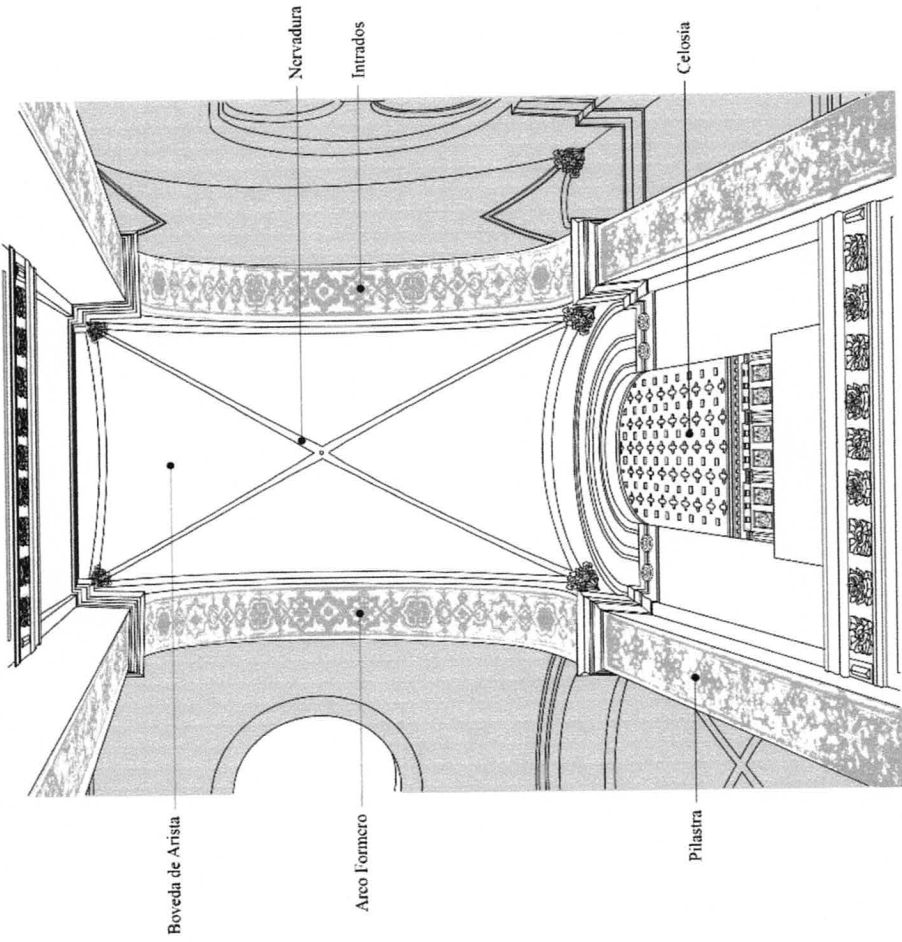 Nervadura
Intrados
Celosia
Boveda de Arista
Arco Formero
Pilastra